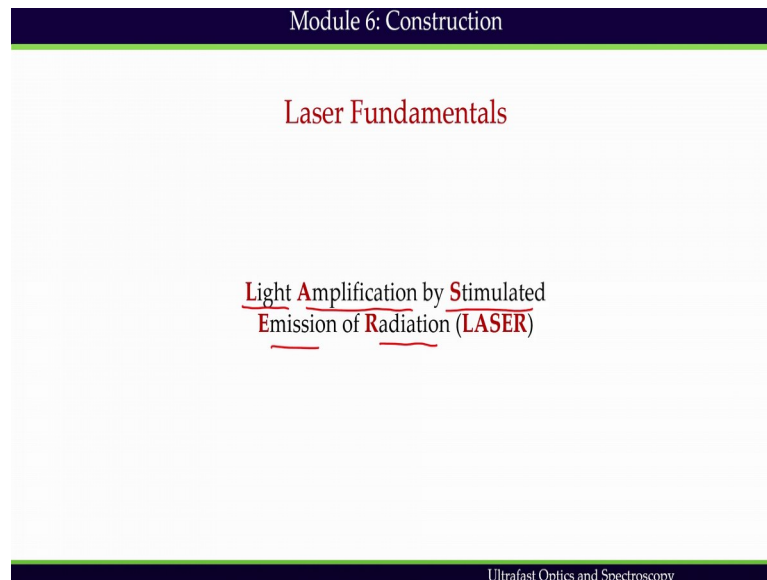 Module 6: Construction
Laser Fundamentals
Light Amplification by Stimulated
Emission of Radiation (LASER)
Ultrafast Optics and Spectroscopy